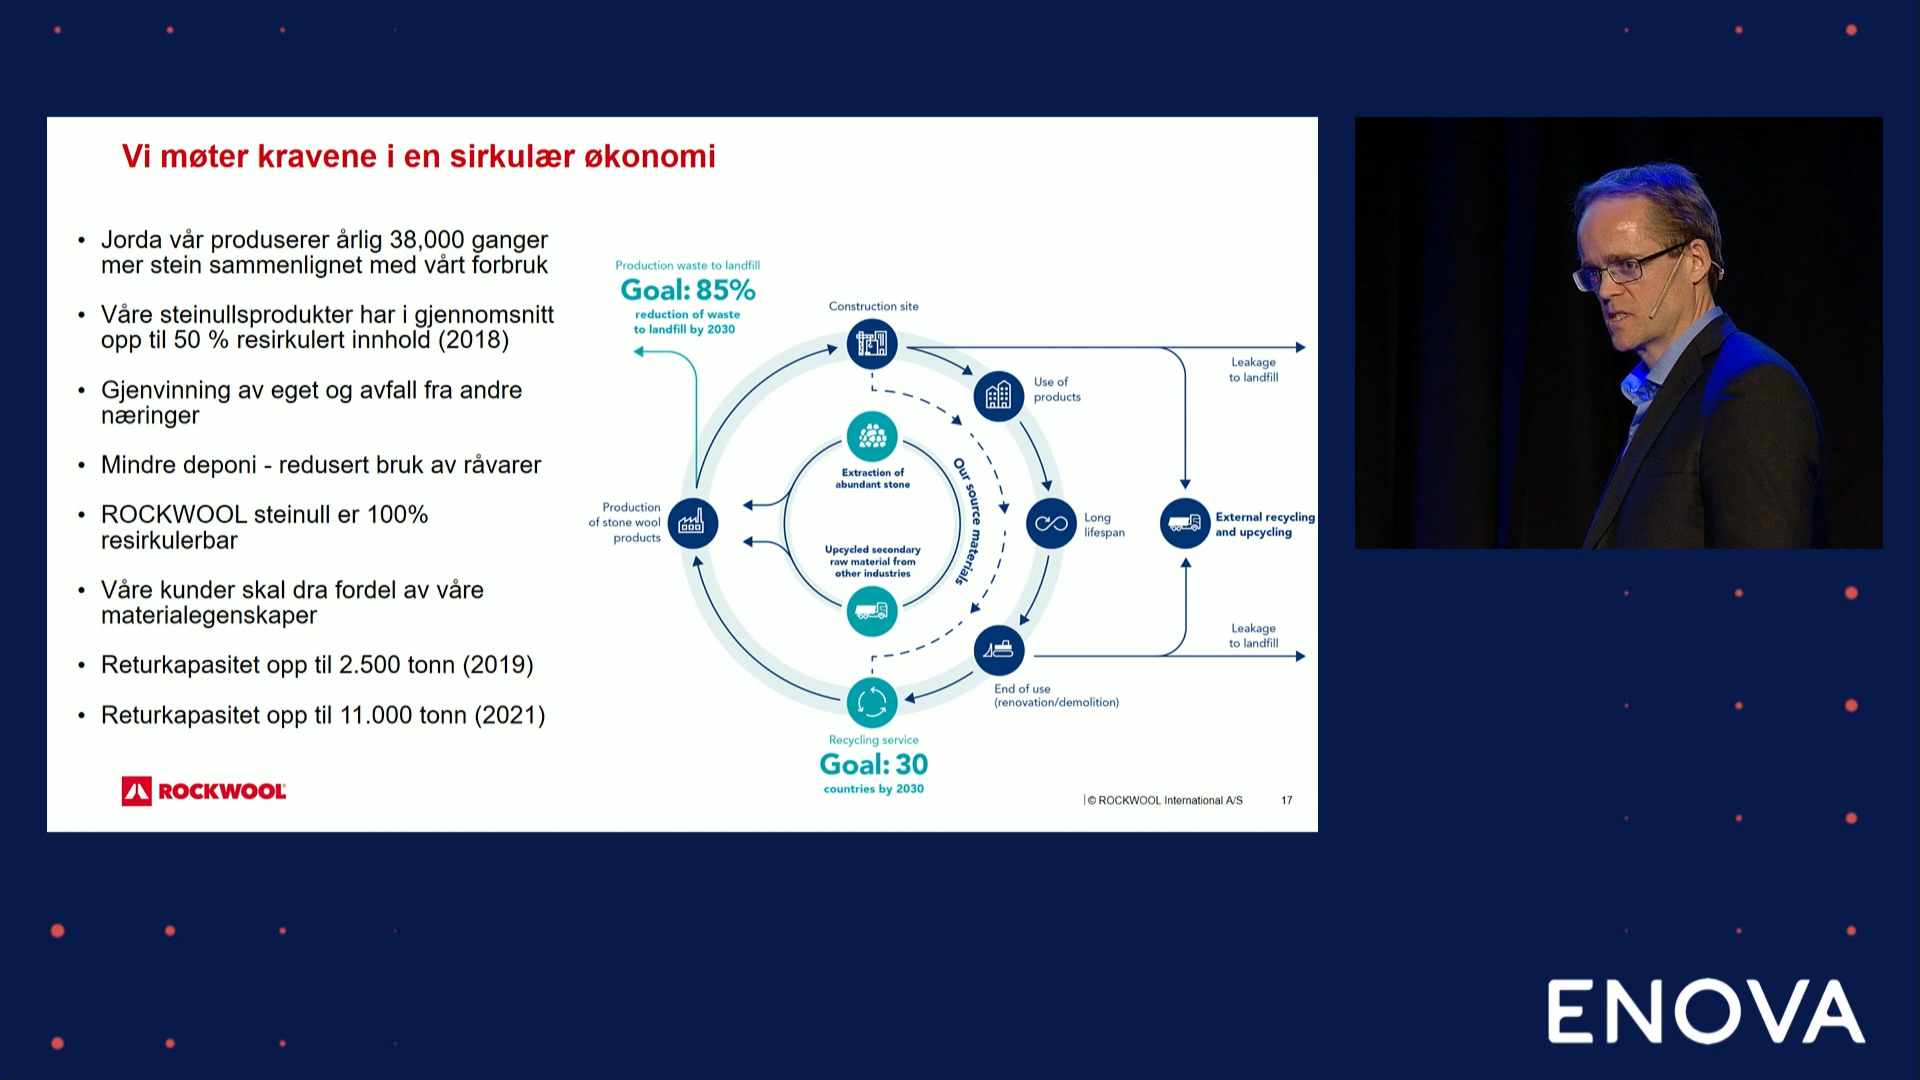 Vi møter kravene i en sirkulær økonomi
• Jorda vår produserer årlig 38,000 ganger
mer stein sammenlignet med vårt forbruk
• Våre steinullsprodukter har i gjennomsnitt
opp til 50 % resirkulert innhold (2018)
• Gjenvinning av eget og avfall fra andre
næringer
• Mindre deponi - redusert bruk av råvarer
• ROCKWOOL steinull er 100%
resirkulerbar
• Våre kunder skal dra fordel av våre
materialegenskaper
• Returkapasitet opp til 2.500 tonn (2019)
• Returkapasitet opp til 11.000 tonn (2021)
Production waste to landfill
Goal: 85%
reduction of waste
to landfill by 2030
Construction site
Use of
products
Leakage
to landfill
Extraction of
abundant stone
Our source materials
Production
of stone wool
products
Long
lifespan
External recycling
and upcycling
Upcycled secondary
raw material from
other industries
Leakage
to landfill
End of use
(renovation/demolition)
Recycling service
Goal: 30
countries by 2030
ROCKWOOL
© ROCKWOOL International A/S
17
ENOVA